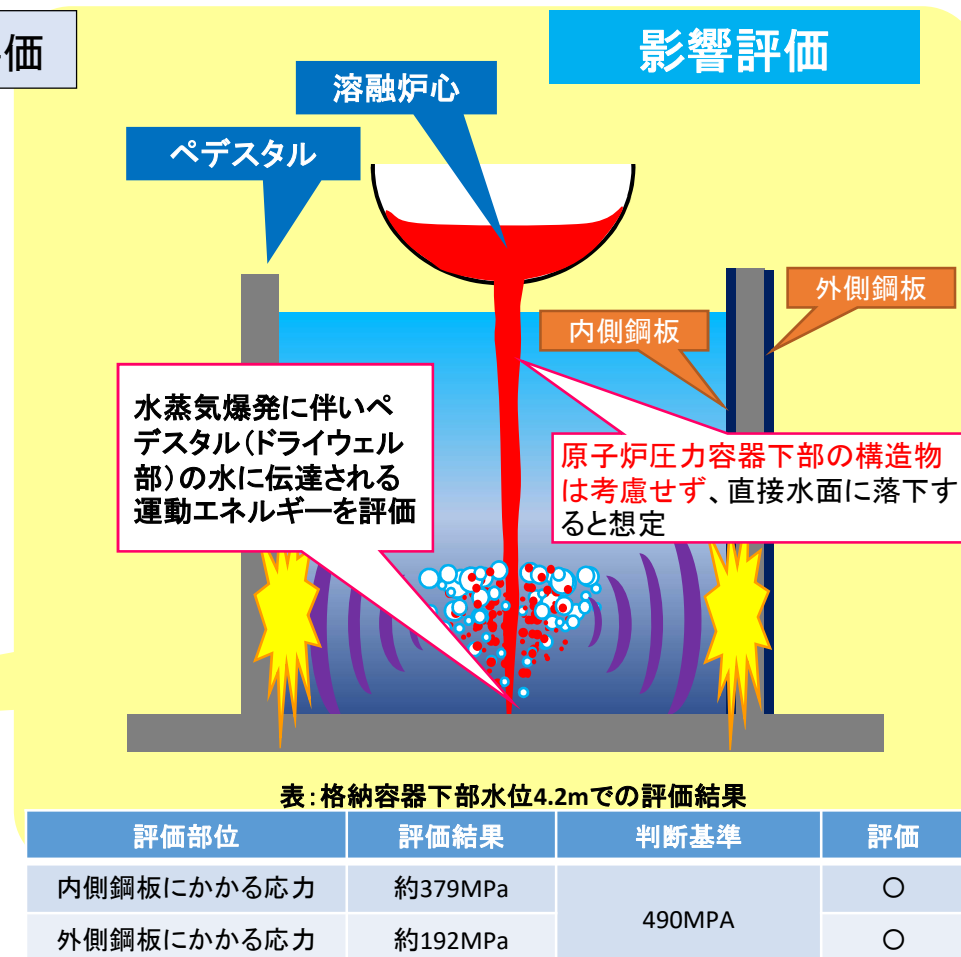 価
影響評価
溶融炉心
ペデスタル
外側鋼板
内側鋼板
水蒸気爆発に伴いペ
デスタル（ドライウェル
部）の水に伝達される
運動エネルギーを評価
原子炉圧力容器下部の構造物
は考慮せず、直接水面に落下す
ると想定
表：格納容器下部水位4.2mでの評価結果
評価部位 評価結果 判断基準 評価
内側鋼板にかかる応力 約379MPa 490MPA ○
外側鋼板にかかる応力 約192MPa ○